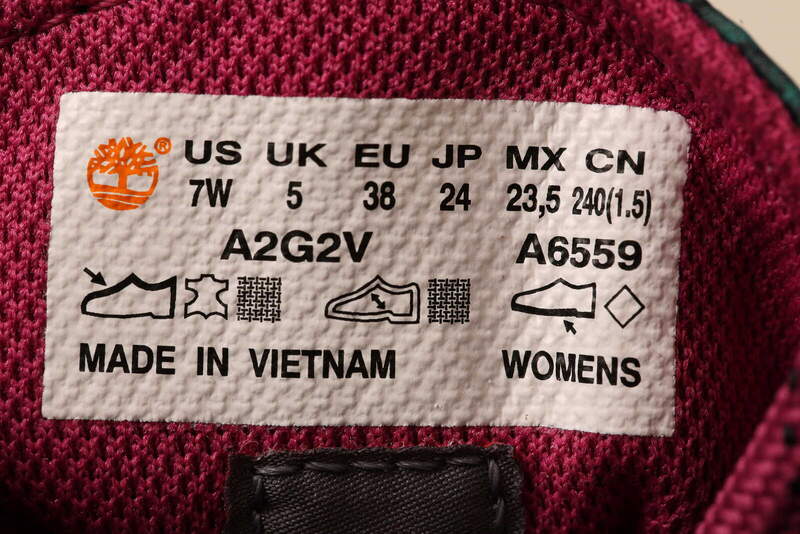 ® US UK EU JP MX CN
7W 5 38 24 23,5 240(1.5)
A2G2V A6559
MADE IN VIETNAM WOMENS